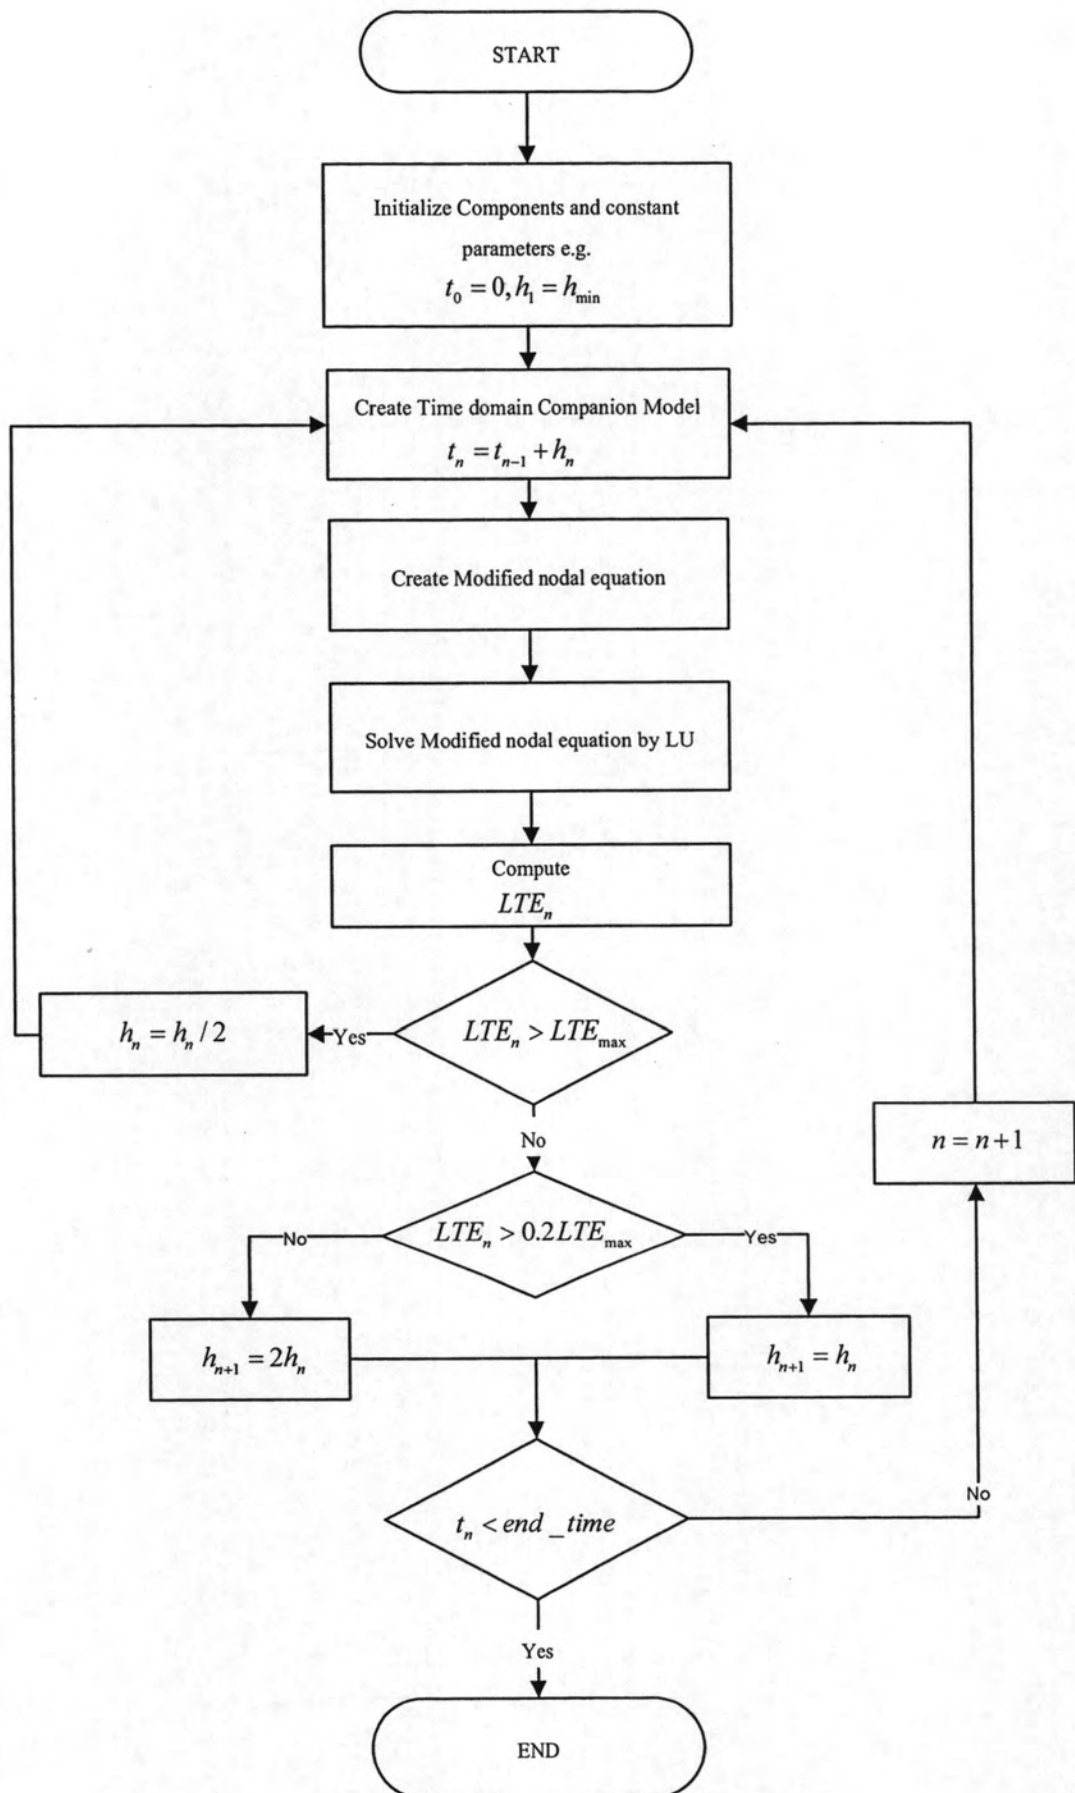 START
Initialize Components and constant
parameters e.g.
t_0 = 0, h_1 = h_min
Create Time domain Companion Model
t_n = t_{n-1} + h_n
Create Modified nodal equation
Solve Modified nodal equation by LU
Compute
LTE_n
h_n = h_n / 2
Yes
LTE_n > LTE_max
No
n = n + 1
No
LTE_n > 0.2LTE_max
Yes
h_{n+1} = 2h_n
h_{n+1} = h_n
t_n < end _ time
No
Yes
END